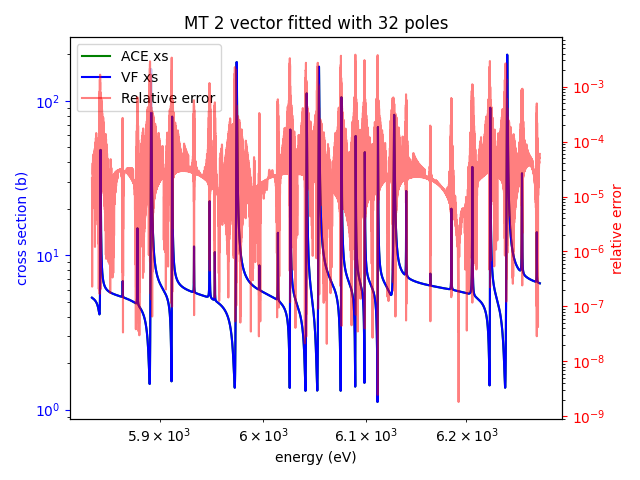 MT 2 vector fitted with 32 poles
ACE xs
VF xs
Relative error
cross section (b)
10²
10¹
10⁰
relative error
10⁻³
10⁻⁴
10⁻⁵
10⁻⁶
10⁻⁷
10⁻⁸
10⁻⁹
5.9 × 10³
6 × 10³
6.1 × 10³
6.2 × 10³
energy (eV)